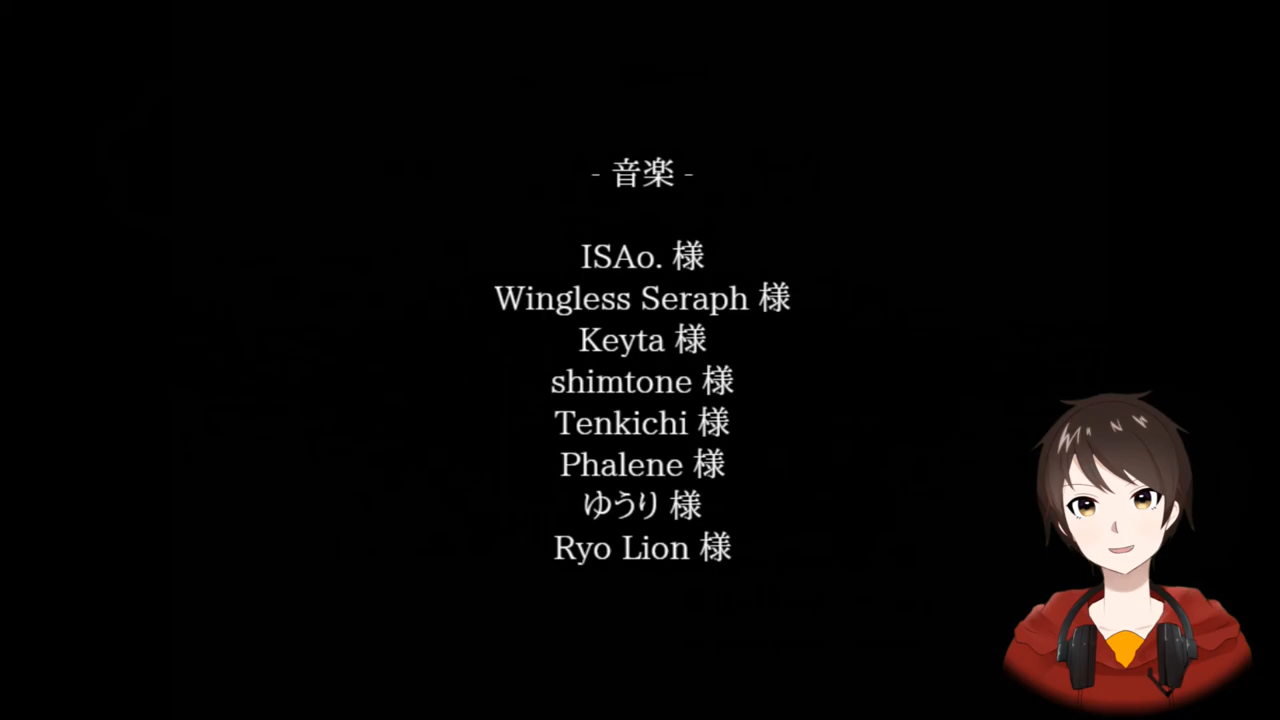 - 音楽 -
ISAo. 様
Wingless Seraph 様
Keyta 様
shimtone 様
Tenkichi 様
Phalene 様
ゆうり 様
Ryo Lion 様